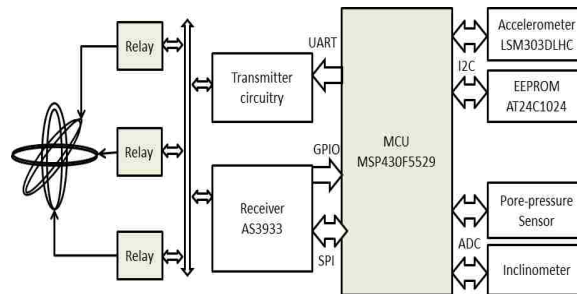 Relay
Relay
Relay
Transmitter
circuitry
Receiver
AS3933
UART
GPIO
SPI
MCU
MSP430F5529
I2C
ADC
Accelerometer
LSM303DLHC
EEPROM
AT24C1024
Pore-pressure
Sensor
Inclinometer